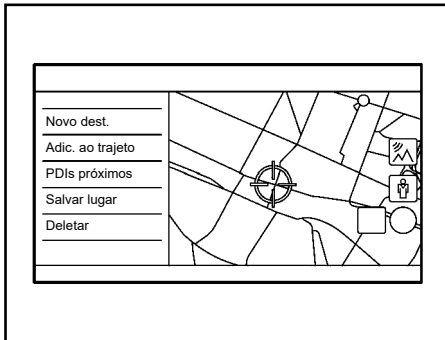 Novo dest.
Adic. ao trajeto
PDIs próximos
Salvar lugar
Deletar